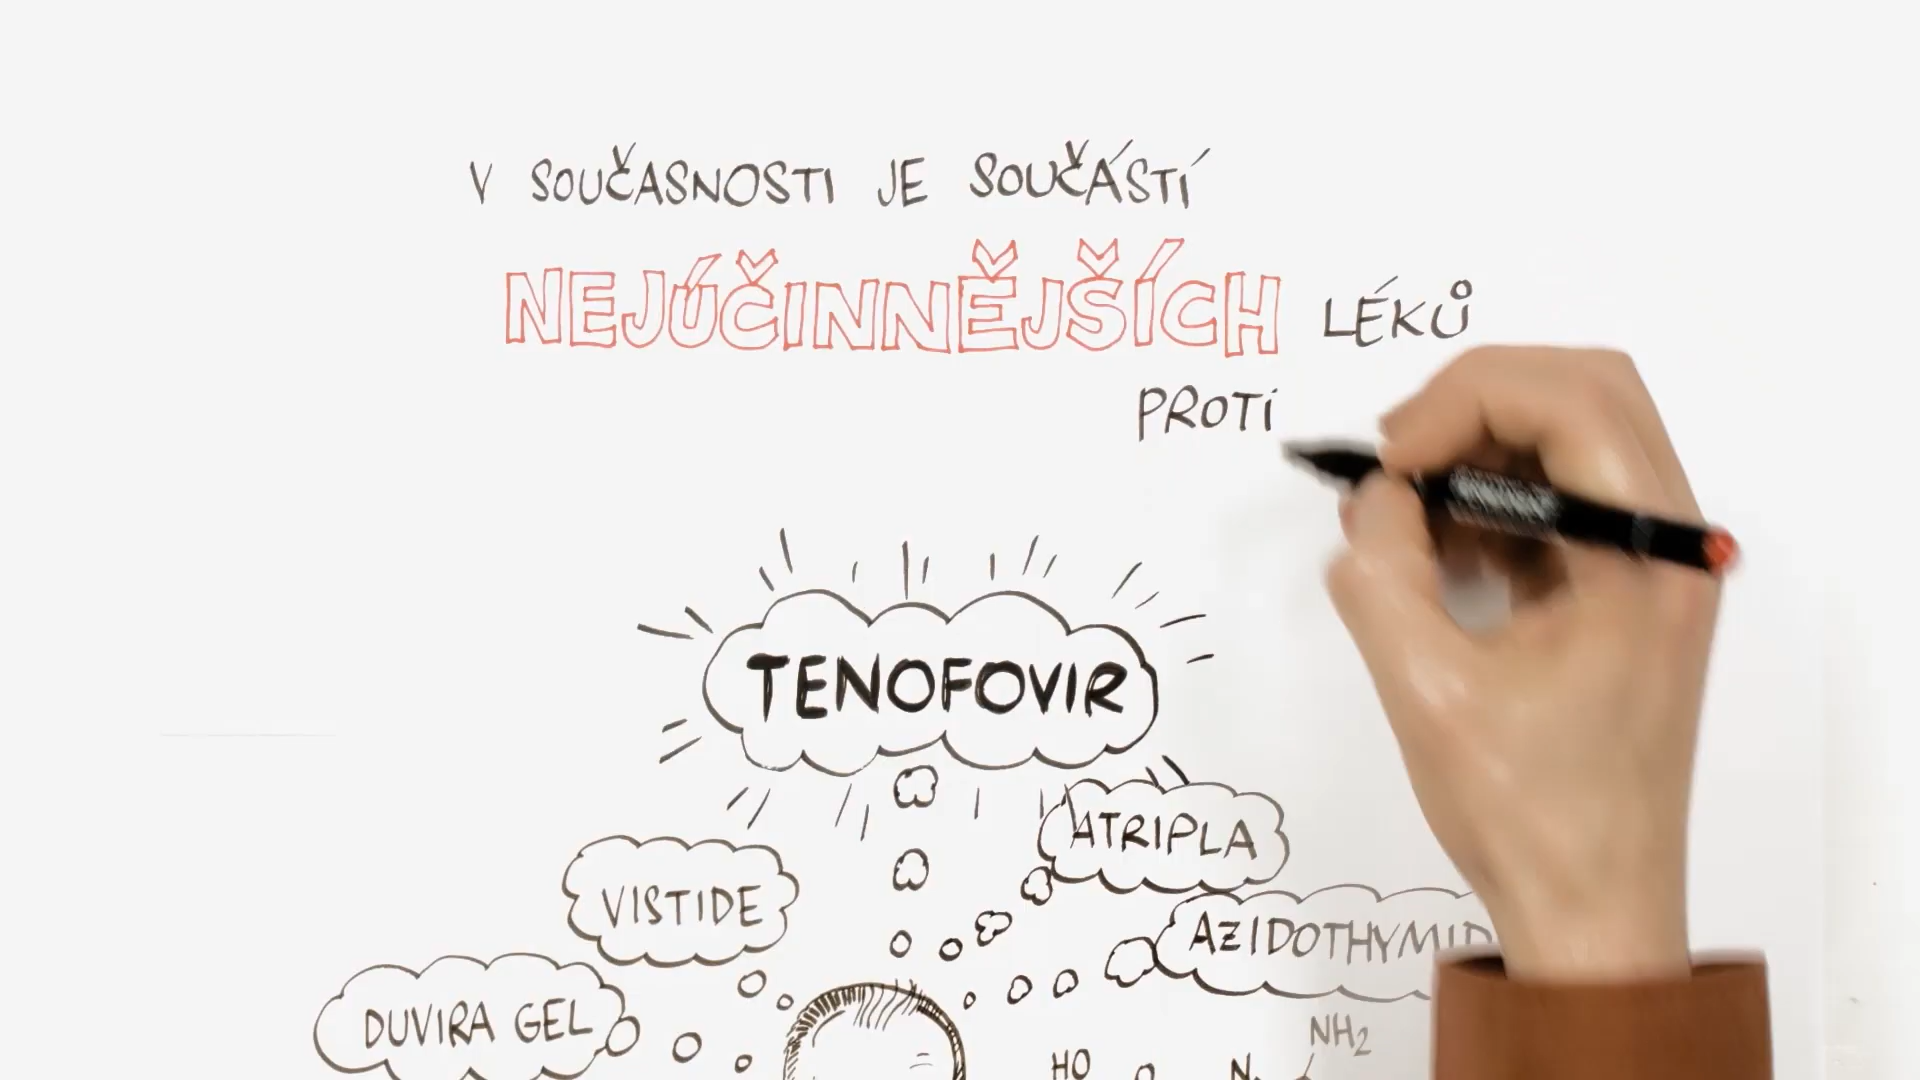 V SOUČASNOSTI JE SOUČÁSTÍ
NEJÚČINNĚJŠÍCH LÉKŮ
PROTI
TENOFOVIR
ATRIPLA
VISTIDE
AZIDOTHYMID
DUVIRA GEL
NH2
HO
N